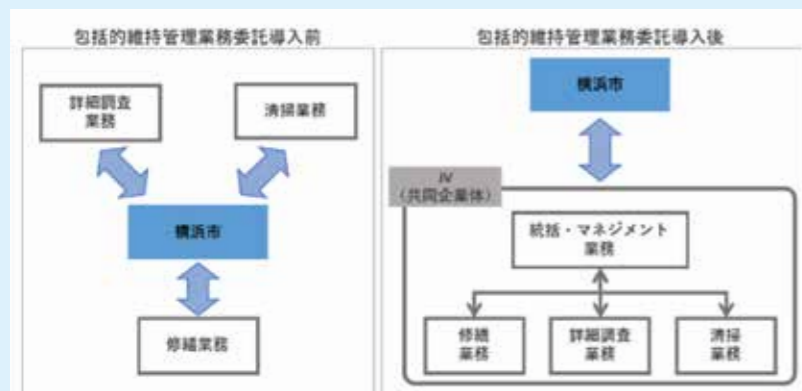 包括的維持管理業務委託導入前
詳細調査
業務
清掃業務
横浜市
修繕業務
包括的維持管理業務委託導入後
横浜市
JV
(共同企業体)
統括・マネジメント
業務
修繕
業務
詳細調査
業務
清掃
業務